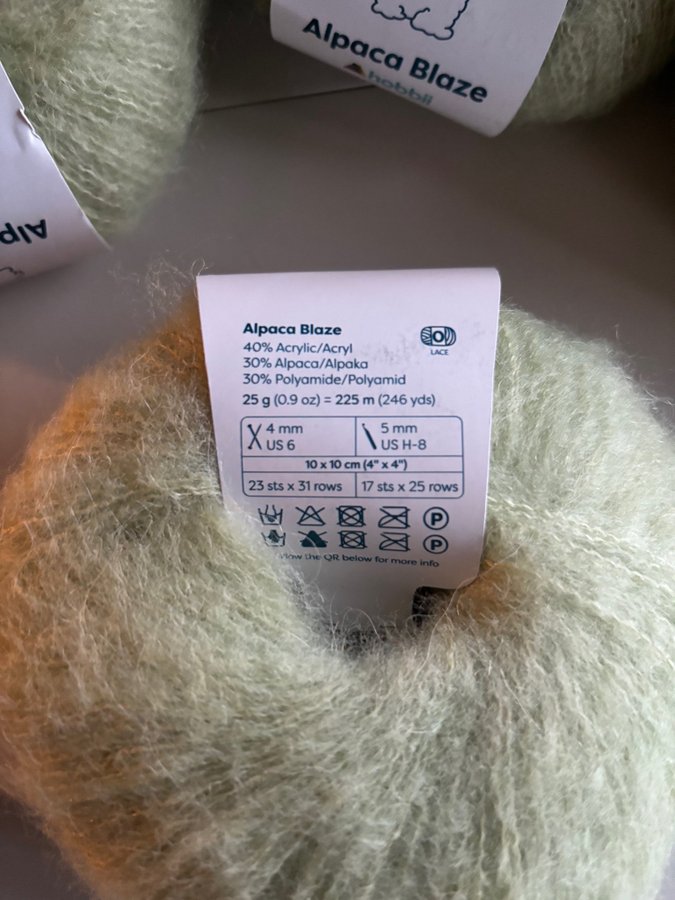 Alpaca Blaze
hobbii
Alp
Alpaca Blaze
40% Acrylic/Acryl
30% Alpaca/Alpaka
30% Polyamide/Polyamid
25 g (0.9 oz) = 225 m (246 yds)
LACE
4 mm
US 6
5 mm
US H-8
10 x 10 cm (4" x 4")
23 sts x 31 rows
17 sts x 25 rows
P
P
the QR below for more info